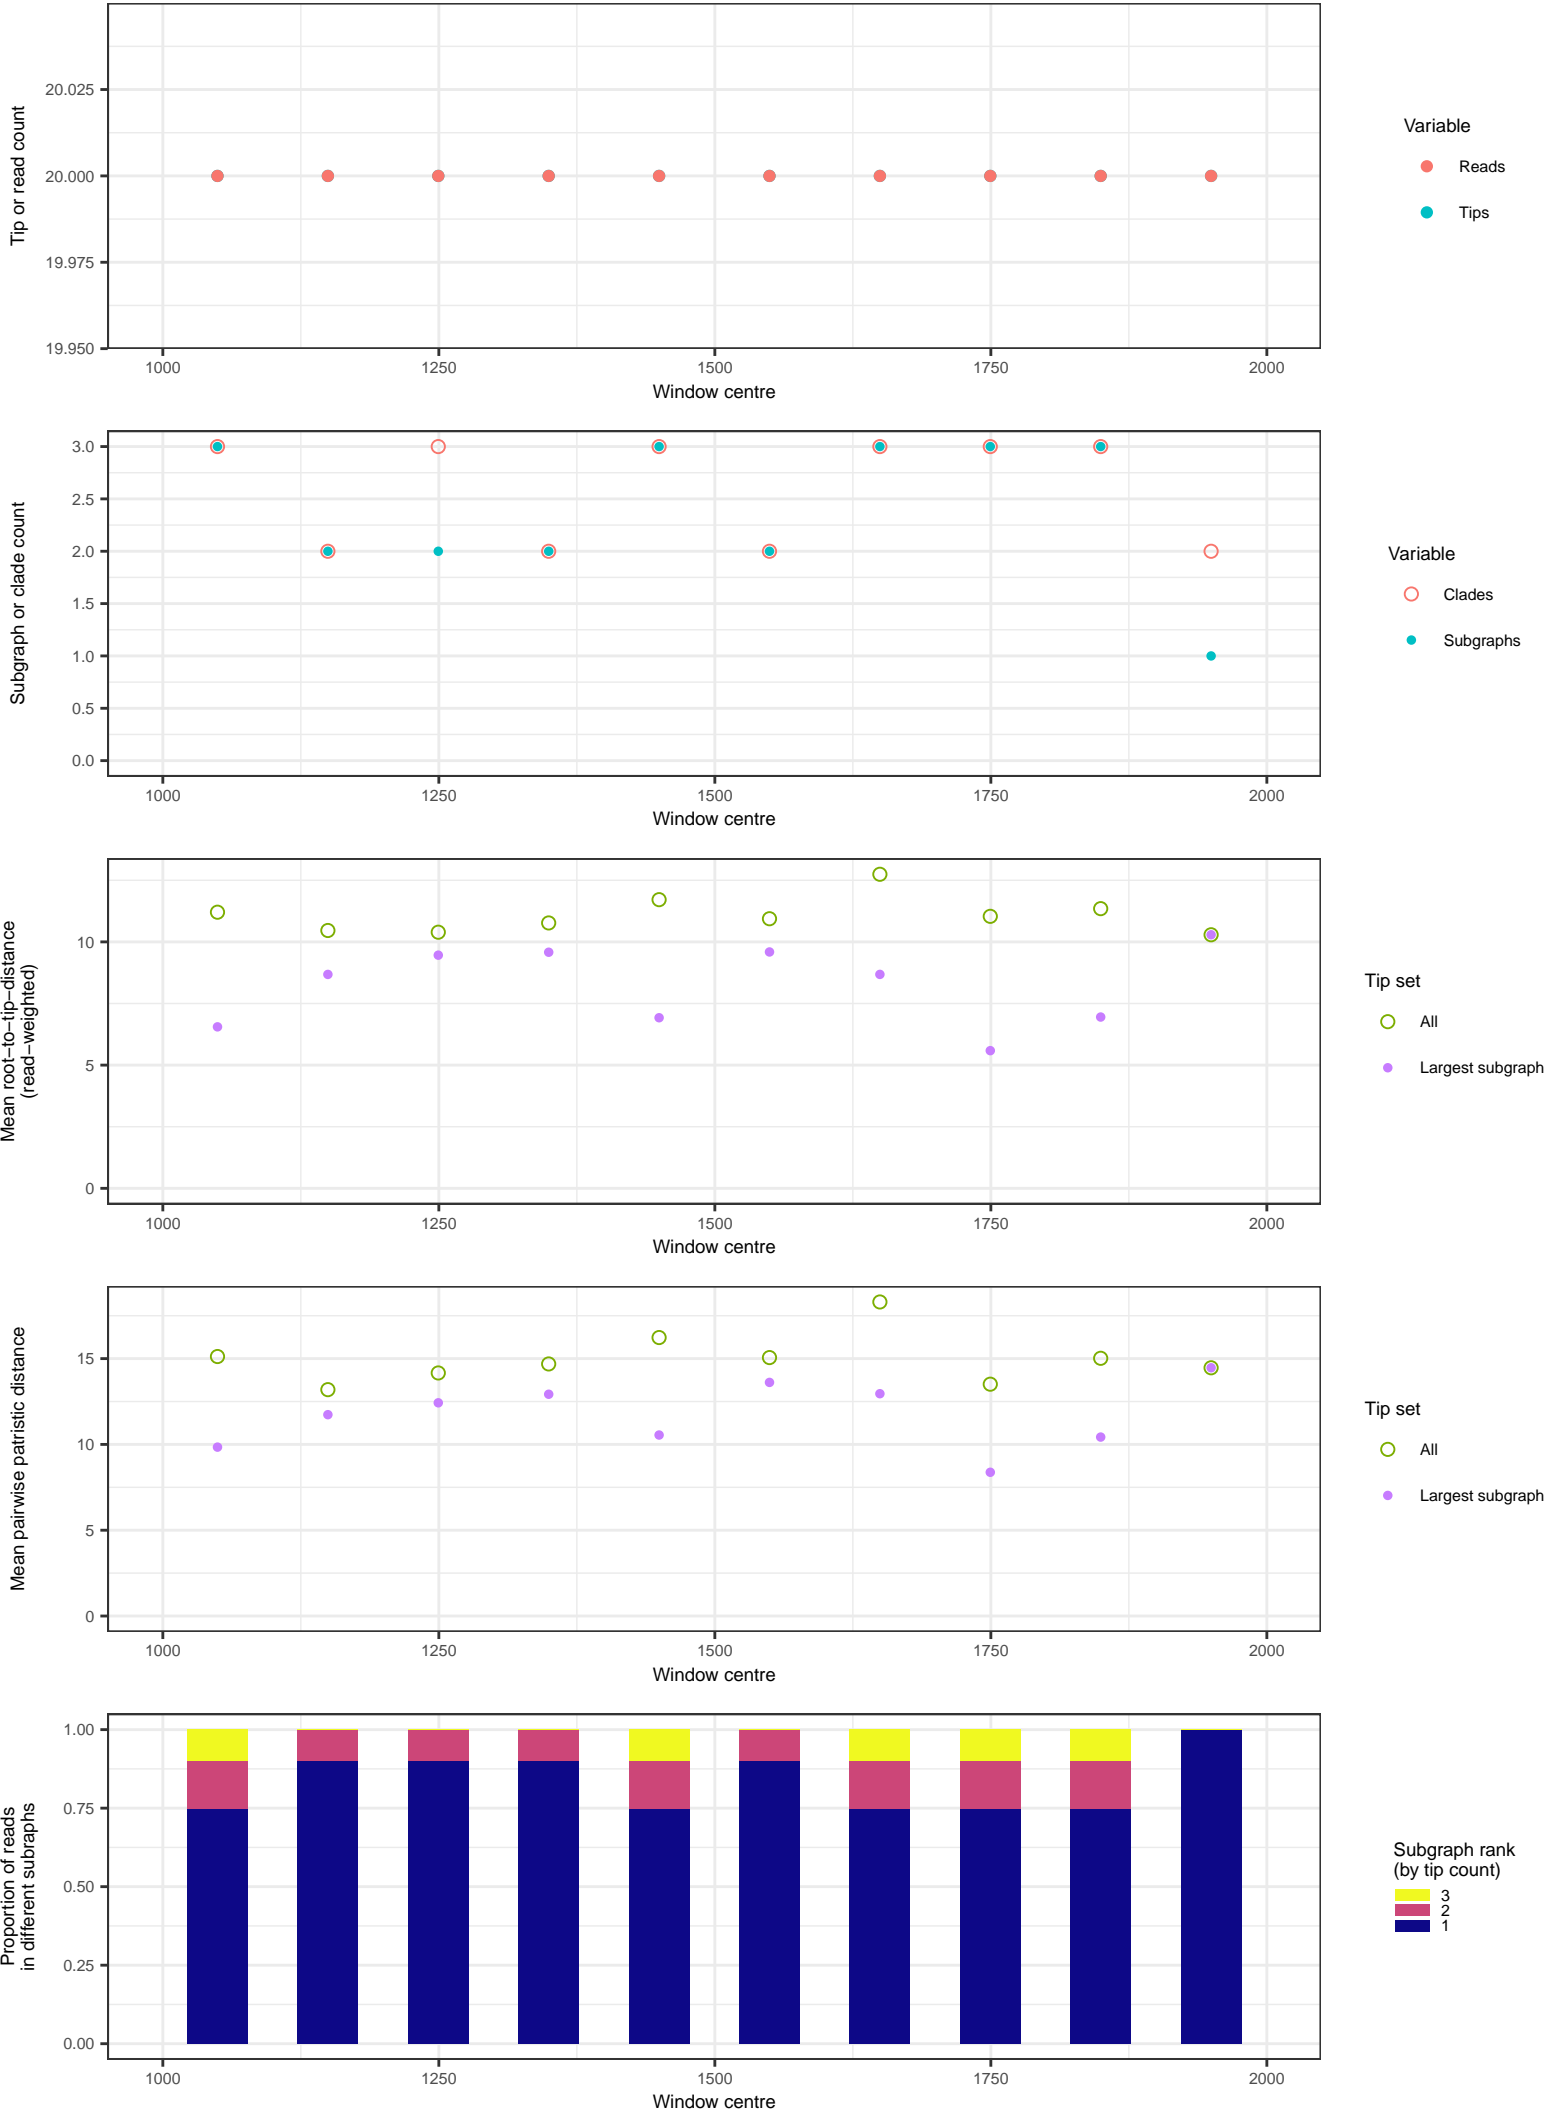 Tip or read count
20.025
20.000
19.975
19.950
1000 1250 1500 1750 2000
Window centre
Variable
Reads
Tips
Subgraph or clade count
3.0
2.5
2.0
1.5
1.0
0.5
0.0
1000 1250 1500 1750 2000
Window centre
Variable
Clades
Subgraphs
Mean root−to−tip−distance
(read−weighted)
10
5
0
1000 1250 1500 1750 2000
Window centre
Tip set
All
Largest subgraph
Mean pairwise patristic distance
15
10
5
0
1000 1250 1500 1750 2000
Window centre
Tip set
All
Largest subgraph
Proportion of reads
in different subraphs
1.00
0.75
0.50
0.25
0.00
1000 1250 1500 1750 2000
Window centre
Subgraph rank
(by tip count)
3
2
1